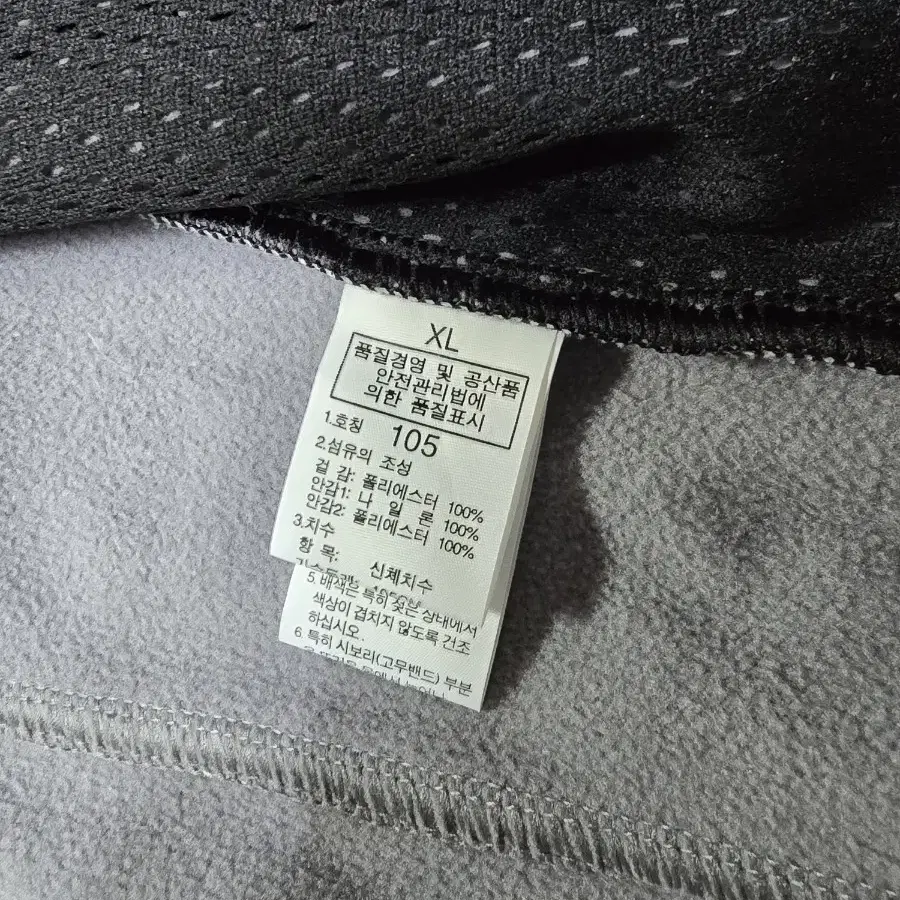 XL
품질경영 및 공산품
안전관리법에
의한 품질표시
1.호칭 105
2.섬유의 조성
겉 감: 폴리에스터 100%
안감1: 나 일 론 100%
안감2: 폴리에스터 100%
3.치수
항 목: 신체치수
5. 배색은 특히 젖은 상태에서
색상이 겹치지 않도록 건조
하십시오.
6. 특히 시보리(고무밴드) 부분